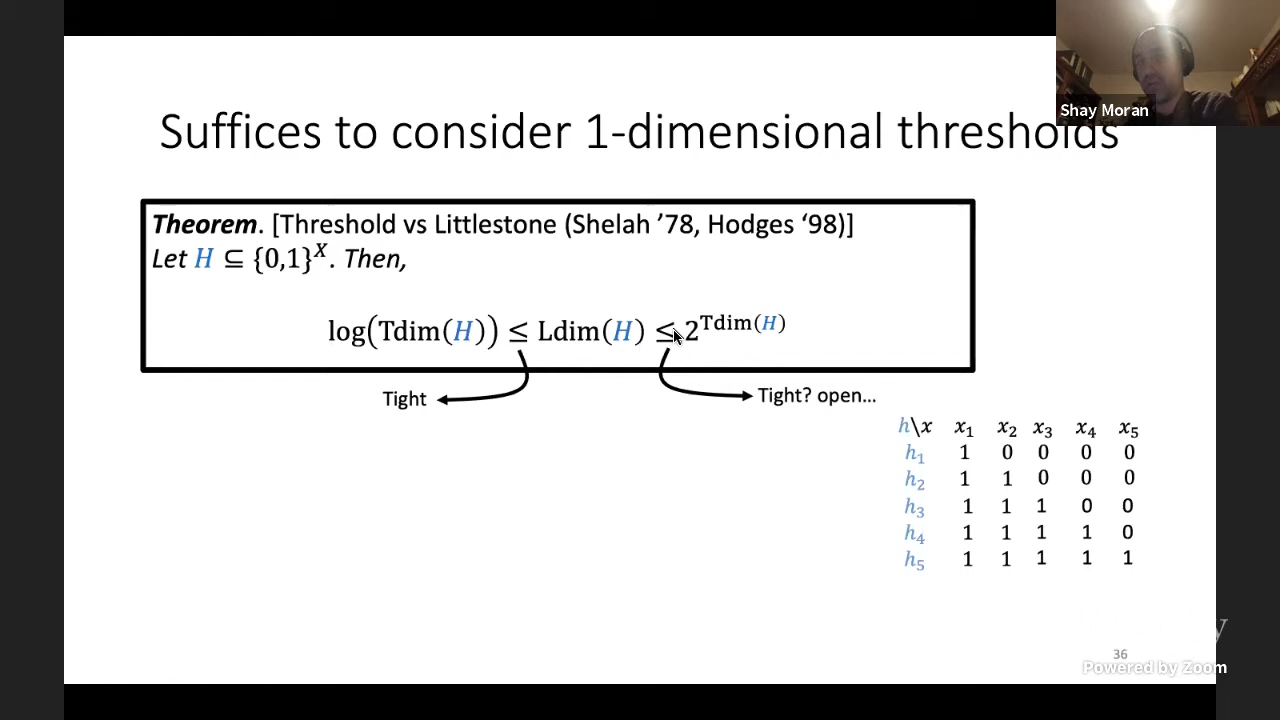 Shay Moran
Suffices to consider 1-dimensional thresholds
Theorem. [Threshold vs Littlestone (Shelah ’78, Hodges ‘98)]
Let H ⊆ {0,1}^X. Then,
log(Tdim(H)) ≤ Ldim(H) ≤ 2^Tdim(H)
Tight
Tight? open…
h\x x₁ x₂ x₃ x₄ x₅
h₁ 1 0 0 0 0
h₂ 1 1 0 0 0
h₃ 1 1 1 0 0
h₄ 1 1 1 1 0
h₅ 1 1 1 1 1
36
Powered by Zoom